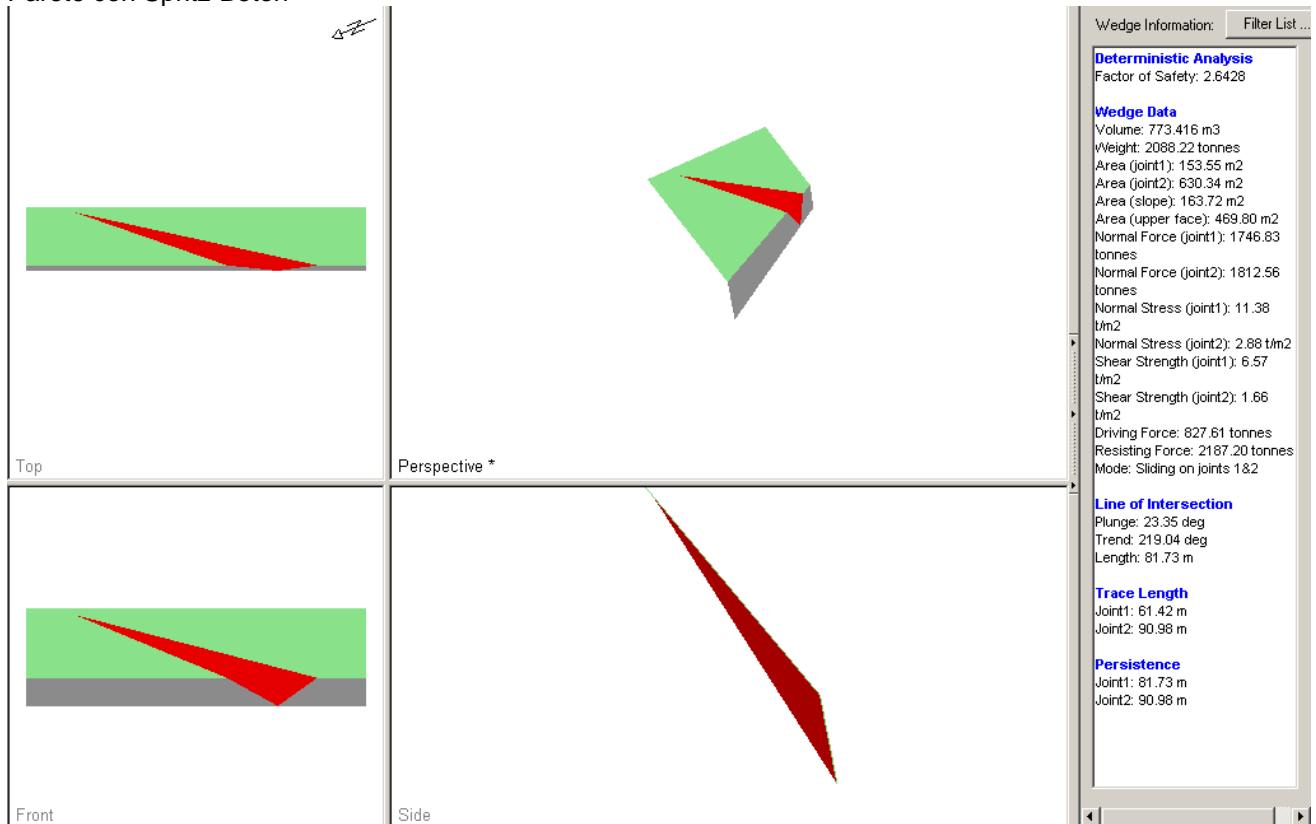 Parete con Spritz Beton
Top
Perspective *
Front
Side
Wedge Information:
Filter List ...
Deterministic Analysis
Factor of Safety: 2.6428
Wedge Data
Volume: 773.416 m3
Weight: 2088.22 tonnes
Area (joint1): 153.55 m2
Area (joint2): 630.34 m2
Area (slope): 163.72 m2
Area (upper face): 469.80 m2
Normal Force (joint1): 1746.83
tonnes
Normal Force (joint2): 1812.56
tonnes
Normal Stress (joint1): 11.38
t/m2
Normal Stress (joint2): 2.88 t/m2
Shear Strength (joint1): 6.57
t/m2
Shear Strength (joint2): 1.66
t/m2
Driving Force: 827.61 tonnes
Resisting Force: 2187.20 tonnes
Mode: Sliding on joints 1&2
Line of Intersection
Plunge: 23.35 deg
Trend: 219.04 deg
Length: 81.73 m
Trace Length
Joint1: 61.42 m
Joint2: 90.98 m
Persistence
Joint1: 81.73 m
Joint2: 90.98 m